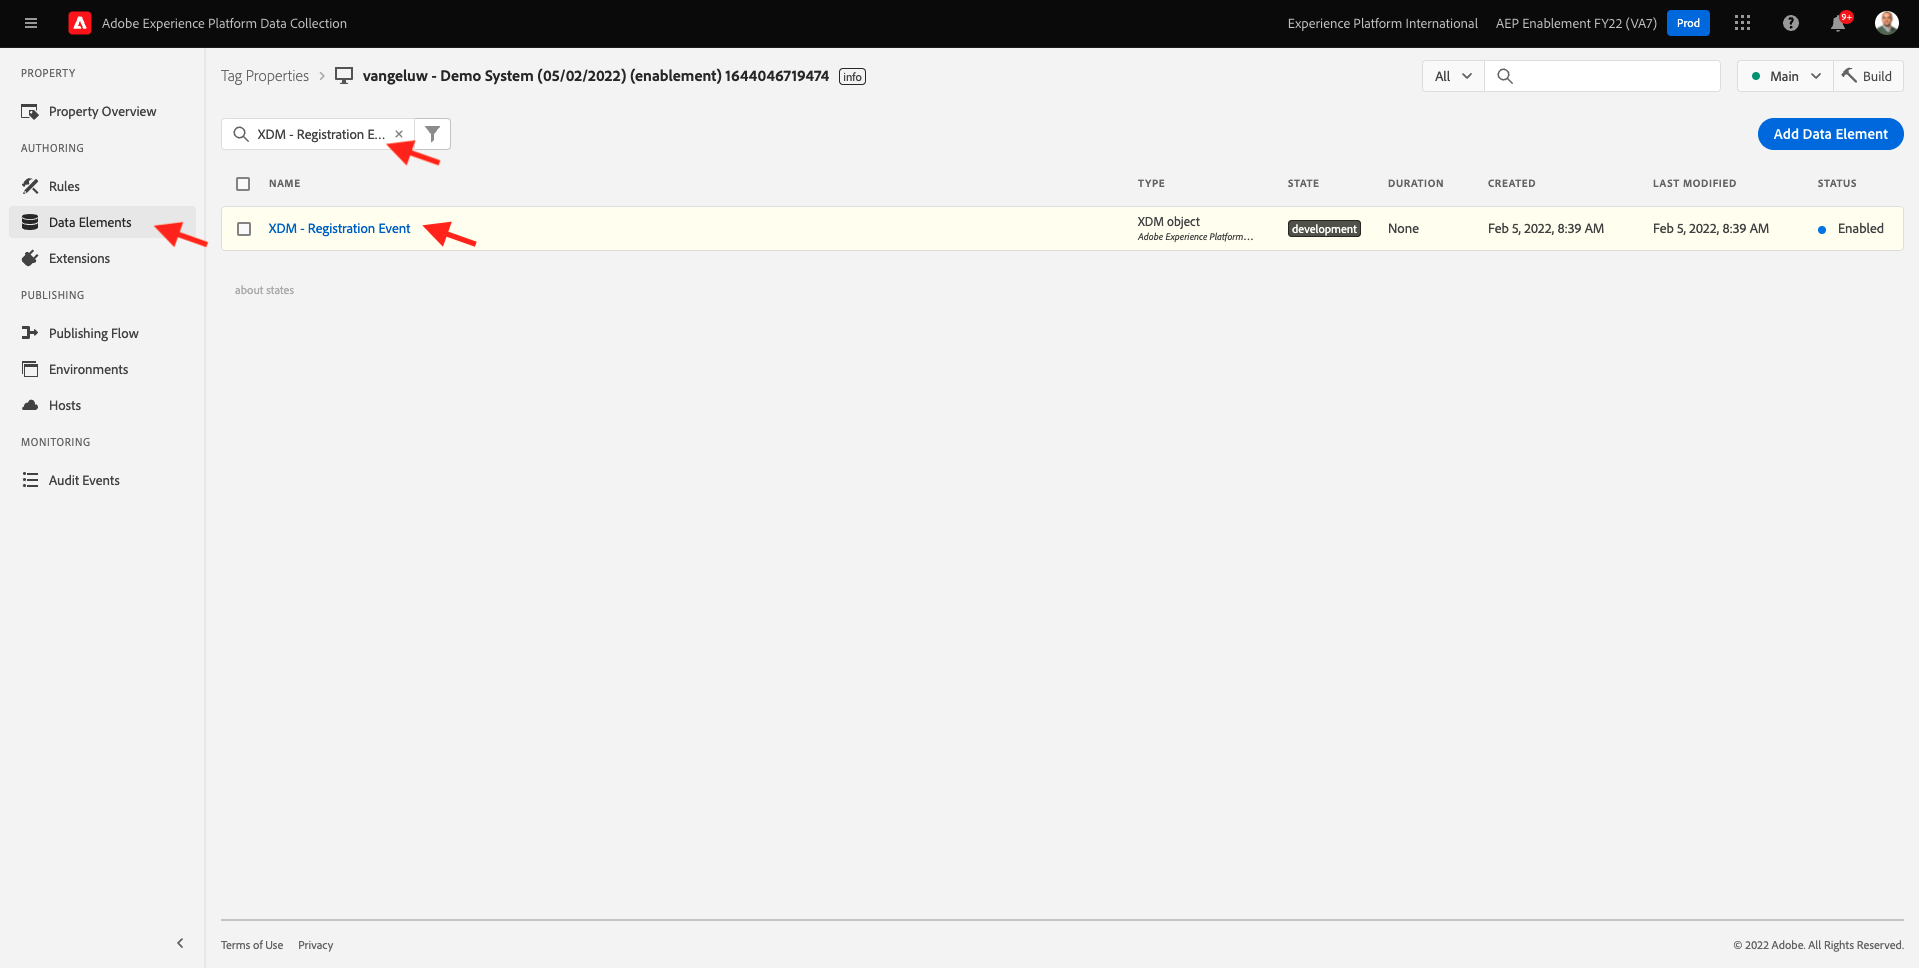 Adobe Experience Platform Data Collection
Experience Platform International
AEP Enablement FY22 (VA7)
Prod
9+
PROPERTY
Property Overview
AUTHORING
Rules
Data Elements
Extensions
PUBLISHING
Publishing Flow
Environments
Hosts
MONITORING
Audit Events
Tag Properties
vangeluw - Demo System (05/02/2022) (enablement) 1644046719474
info
All
Main
Build
XDM - Registration E...
Add Data Element
NAME TYPE STATE DURATION CREATED LAST MODIFIED STATUS
XDM - Registration Event
XDM object
Adobe Experience Platform...
development
None
Feb 5, 2022, 8:39 AM
Feb 5, 2022, 8:39 AM
Enabled
about states
Terms of Use Privacy
© 2022 Adobe. All Rights Reserved.